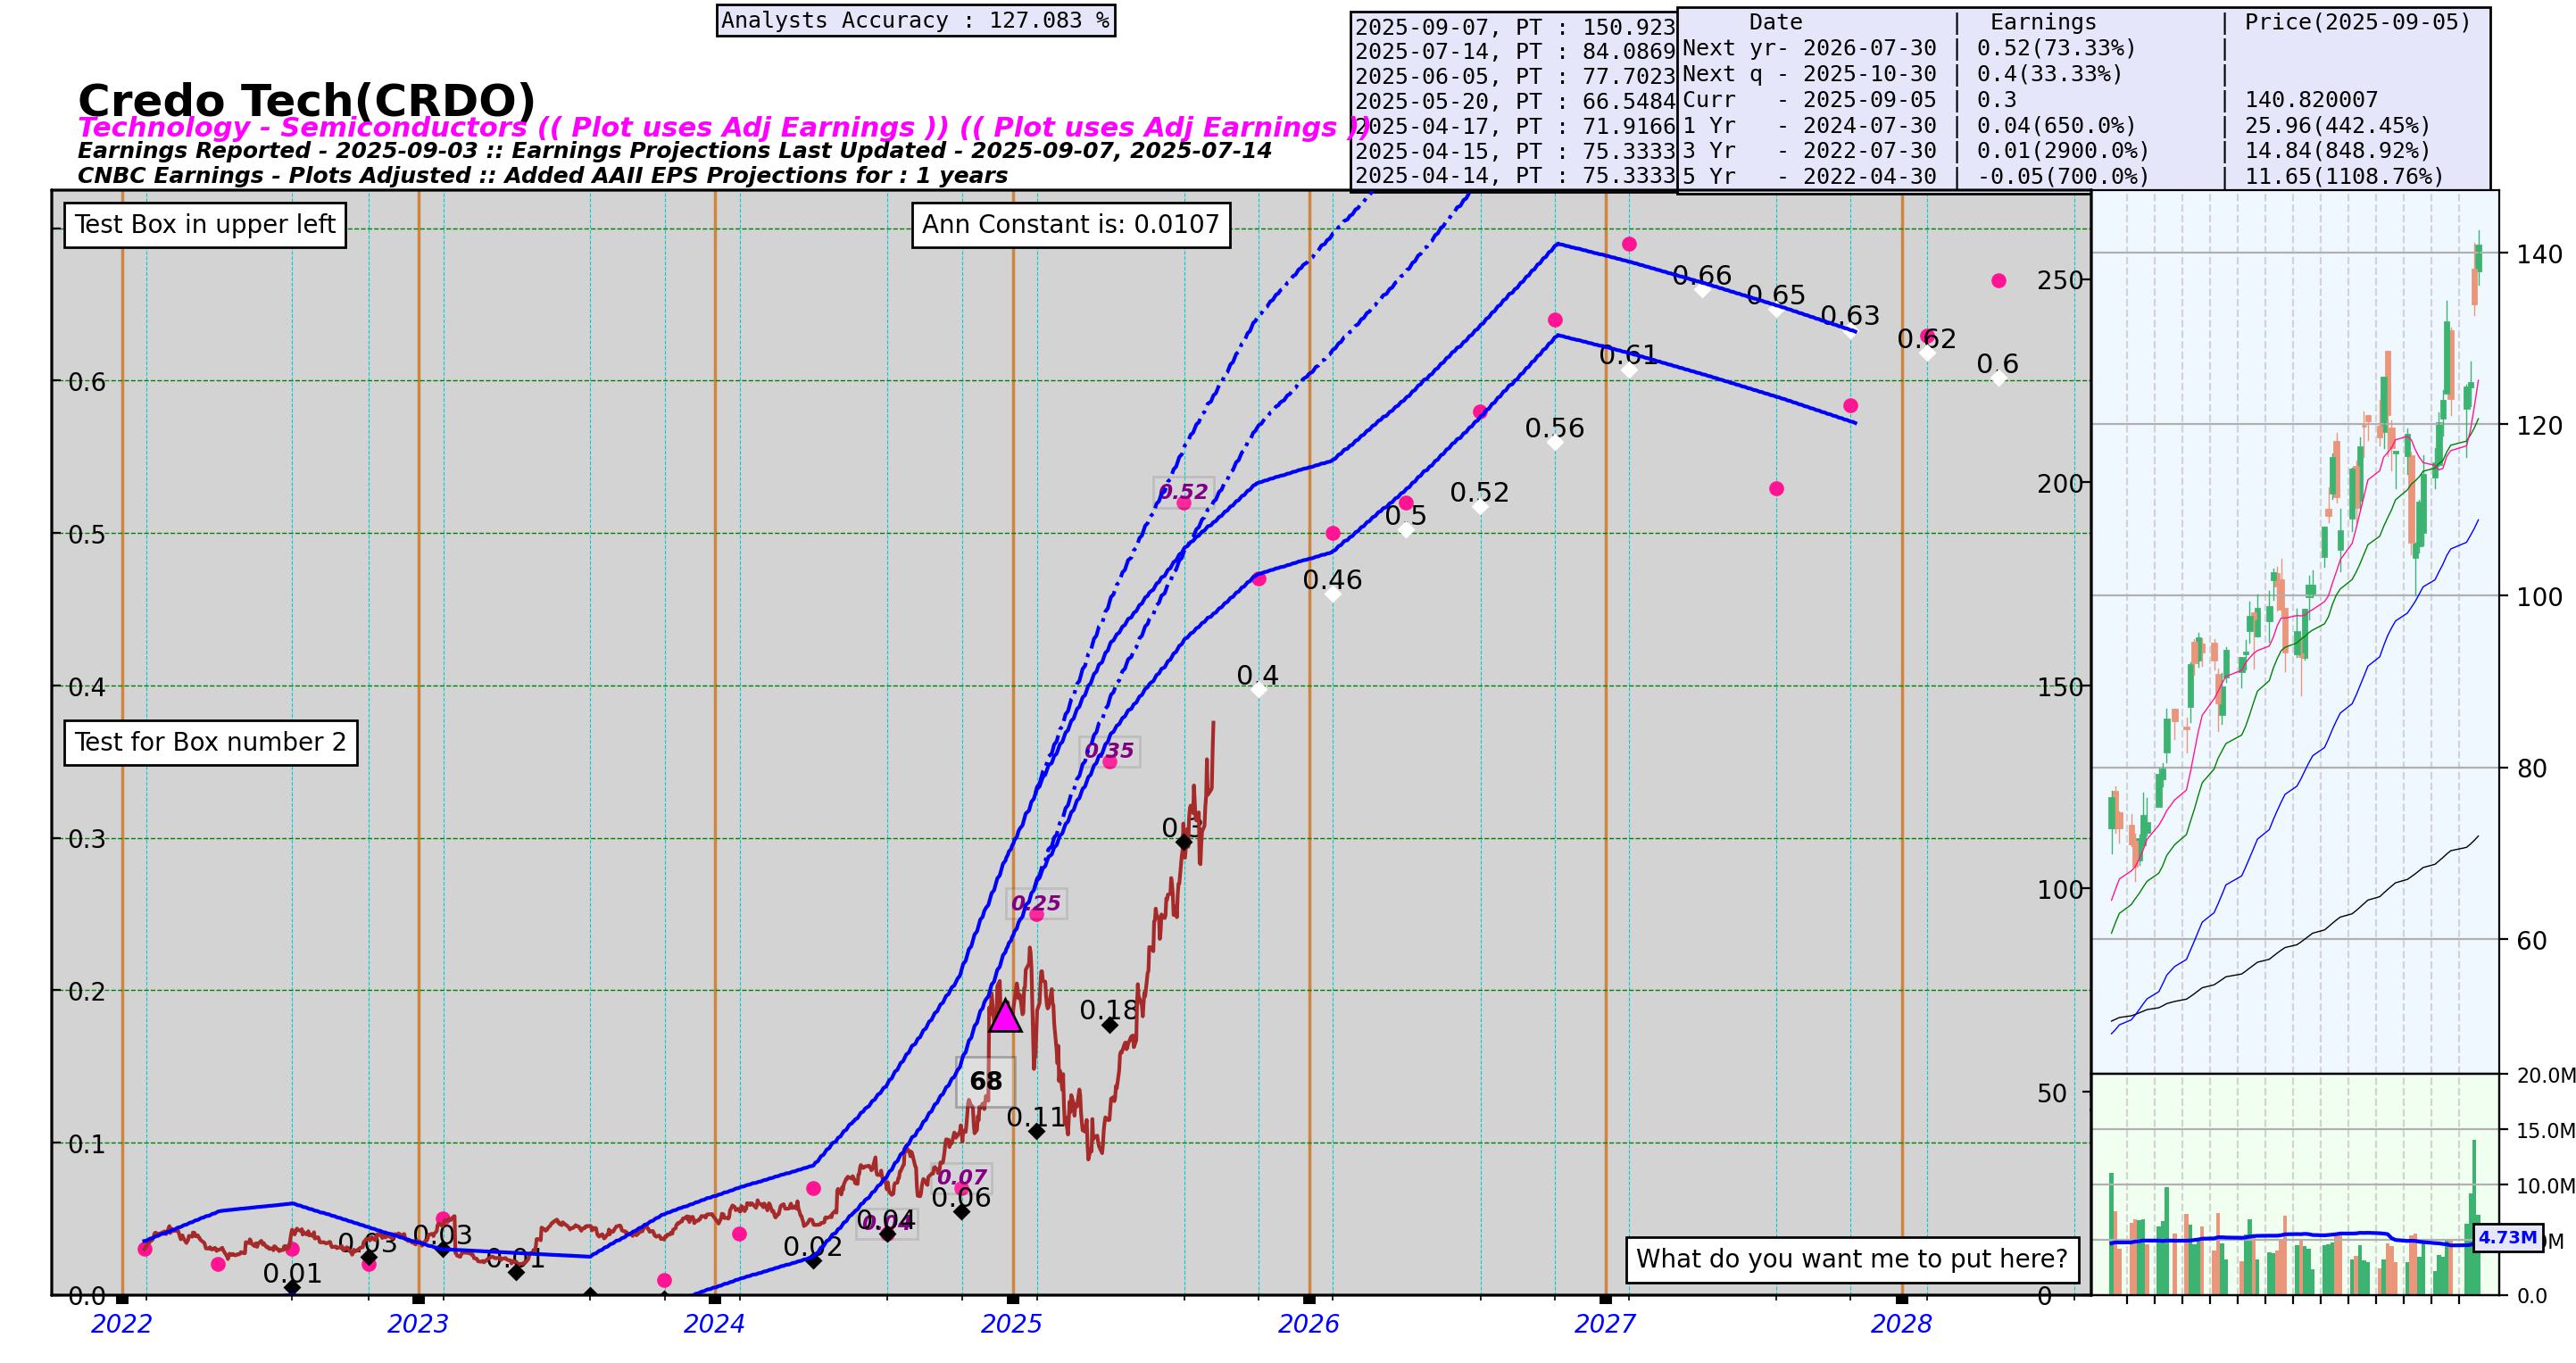 Analysts Accuracy : 127.083 %
2025-09-07, PT : 150.923
2025-07-14, PT : 84.0869
2025-06-05, PT : 77.7023
2025-05-20, PT : 66.5484
2025-04-17, PT : 71.9166
2025-04-15, PT : 75.3333
2025-04-14, PT : 75.3333
Date | Earnings | Price(2025-09-05)
Next yr- 2026-07-30 | 0.52(73.33%) |
Next q - 2025-10-30 | 0.4(33.33%) |
Curr - 2025-09-05 | 0.3 | 140.820007
1 Yr - 2024-07-30 | 0.04(650.0%) | 25.96(442.45%)
3 Yr - 2022-07-30 | 0.01(2900.0%) | 14.84(848.92%)
5 Yr - 2022-04-30 | -0.05(700.0%) | 11.65(1108.76%)
Credo Tech(CRDO)
Technology - Semiconductors (( Plot uses Adj Earnings )) (( Plot uses Adj Earnings ))
Earnings Reported - 2025-09-03 :: Earnings Projections Last Updated - 2025-09-07, 2025-07-14
CNBC Earnings - Plots Adjusted :: Added AAII EPS Projections for : 1 years
Test Box in upper left
Ann Constant is: 0.0107
Test for Box number 2
What do you want me to put here?
0.6
0.5
0.4
0.3
0.2
0.1
0.0
0.01
0.03
0.03
0.01
0.02
0.04
0.04
0.07
0.06
68
0.11
0.25
0.18
0.35
0.3
0.52
0.4
0.46
0.5
0.52
0.56
0.61
0.66
0.65
0.63
0.62
0.6
250
200
150
100
50
0
140
120
100
80
60
20.0M
15.0M
10.0M
4.73M
0.0
2022
2023
2024
2025
2026
2027
2028